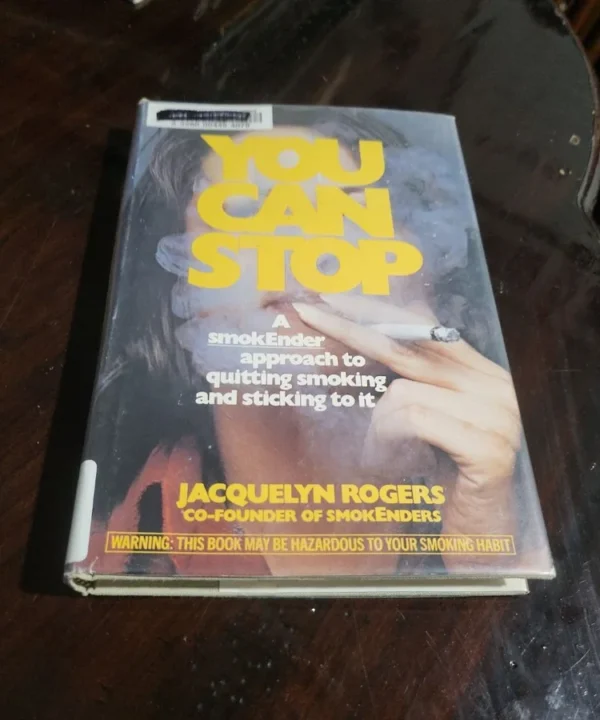 YOU
CAN
STOP
A
smokEnder
approach to
quitting smoking
and sticking to it
JACQUELYN ROGERS
CO-FOUNDER OF SMOKENDERS
WARNING: THIS BOOK MAY BE HAZARDOUS TO YOUR SMOKING HABIT